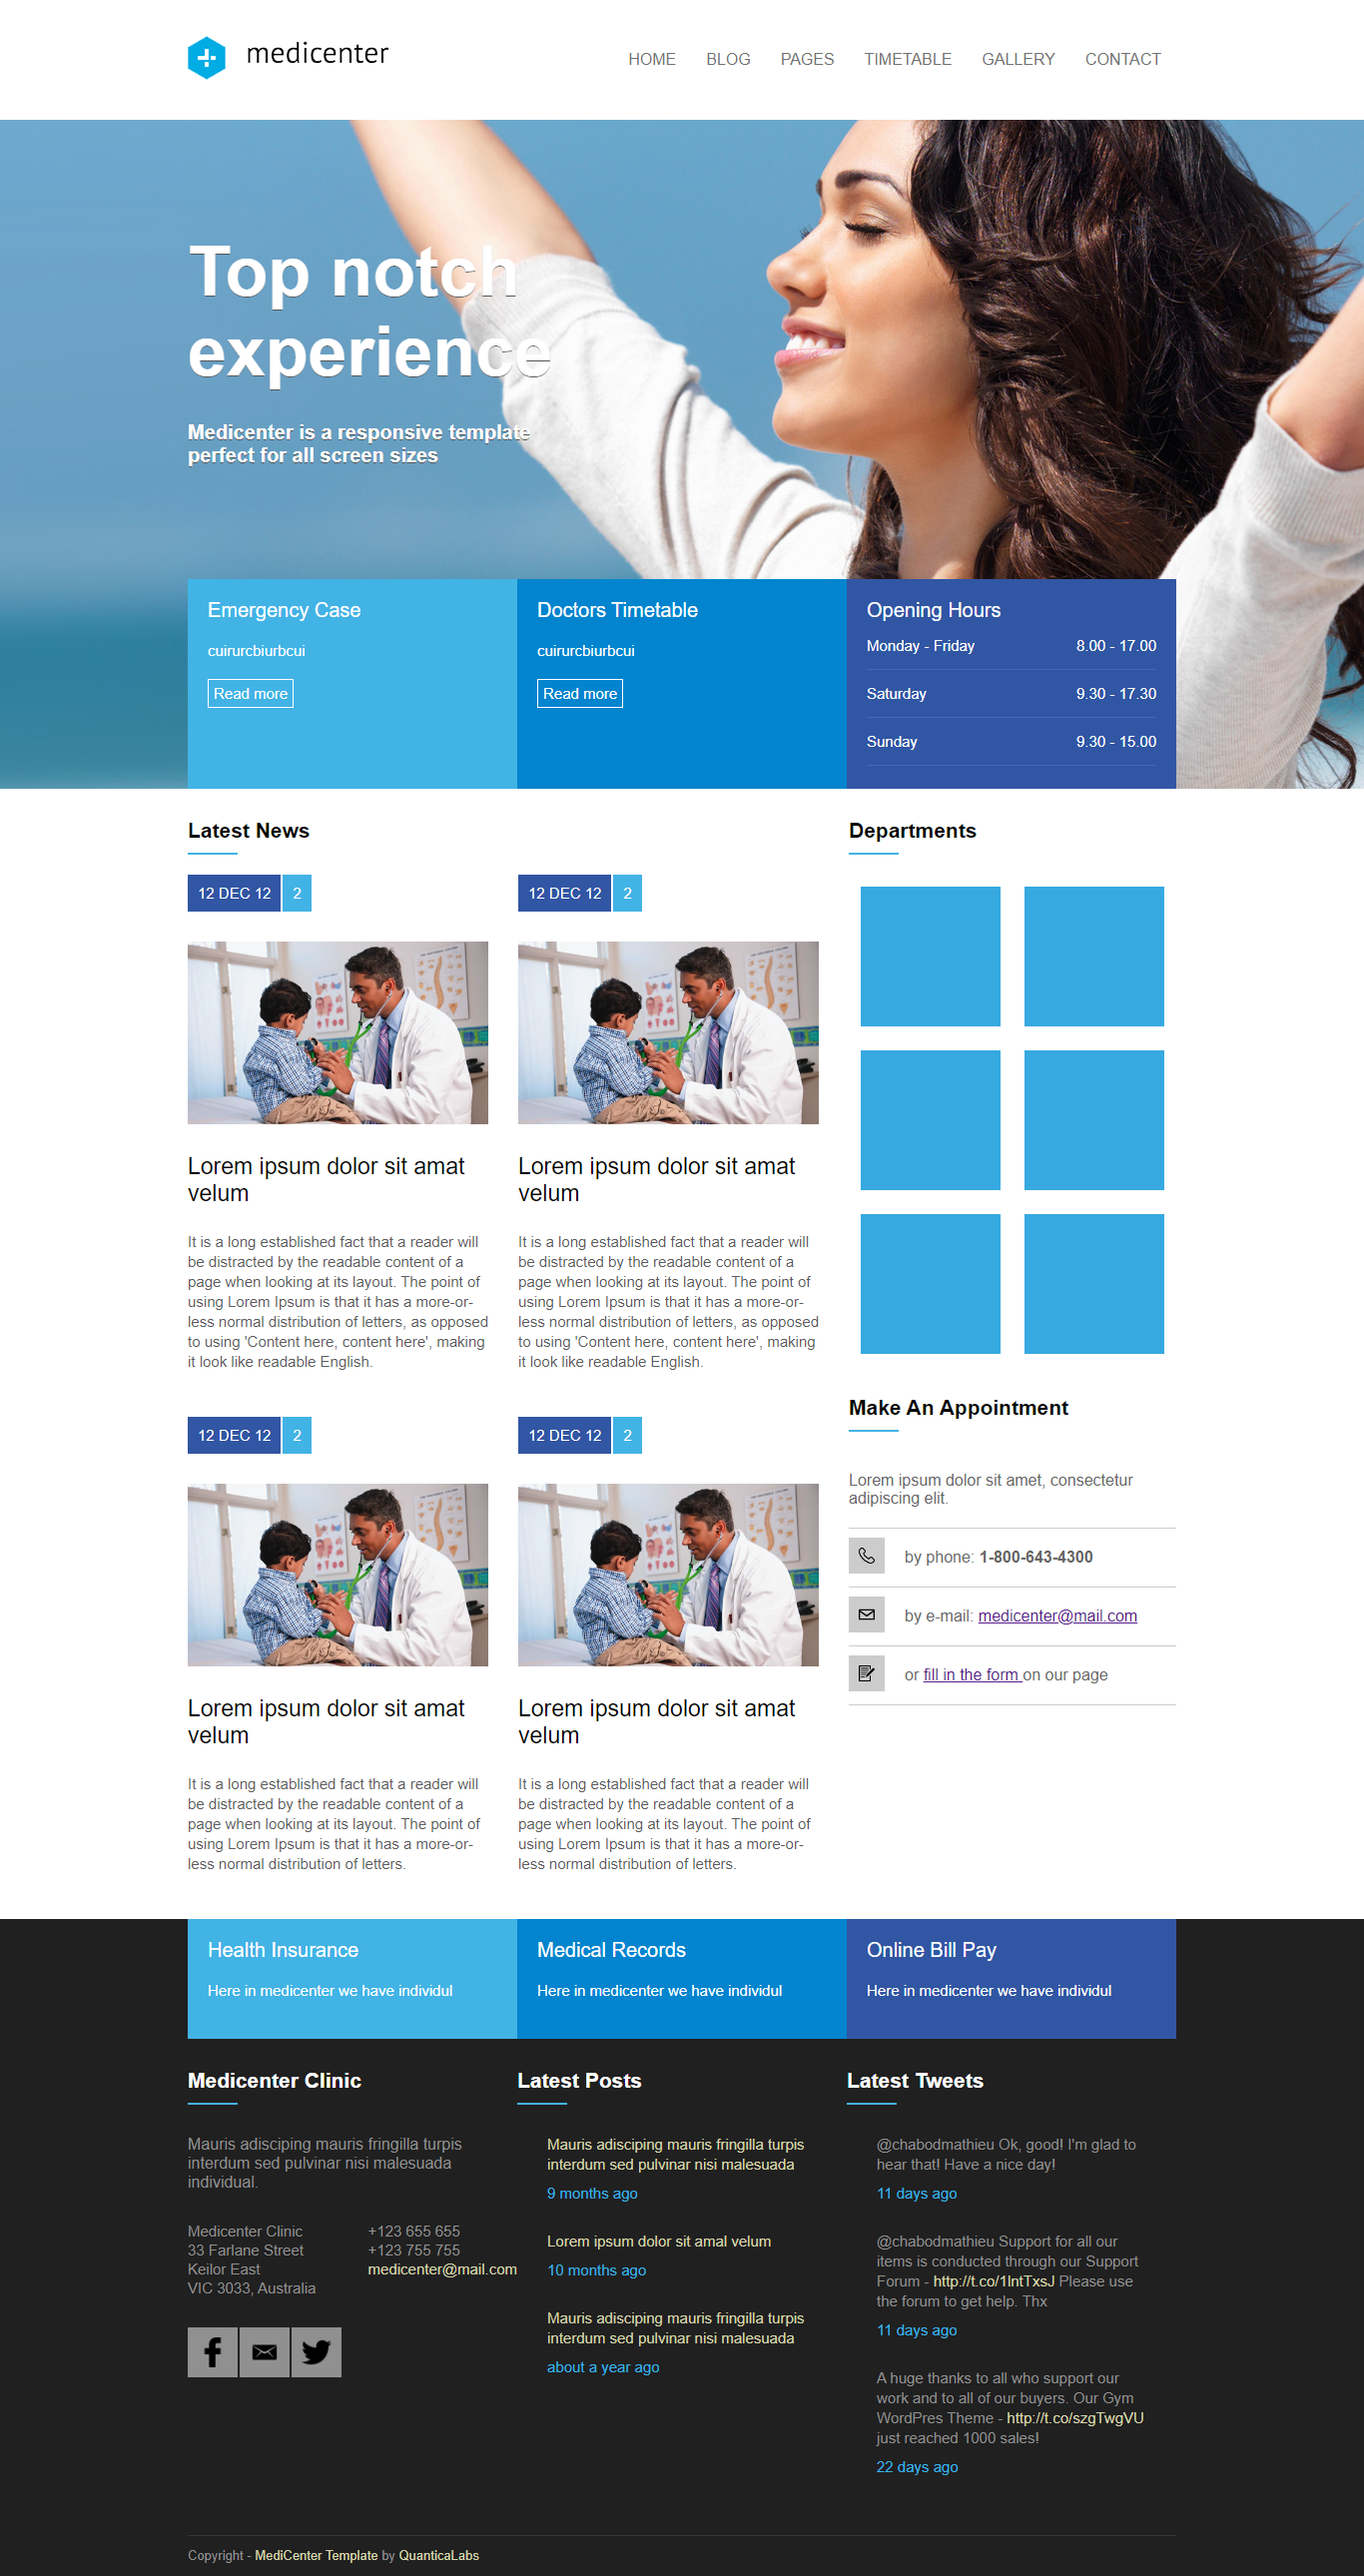 medicenter
HOME BLOG PAGES TIMETABLE GALLERY CONTACT
Top notch
experience
Medicenter is a responsive template
perfect for all screen sizes
Emergency Case
cuirurcbiurbcui
Read more
Doctors Timetable
cuirurcbiurbcui
Read more
Opening Hours
Monday - Friday 8.00 - 17.00
Saturday 9.30 - 17.30
Sunday 9.30 - 15.00
Latest News
12 DEC 12 2
Lorem ipsum dolor sit amat
velum
It is a long established fact that a reader will
be distracted by the readable content of a
page when looking at its layout. The point of
using Lorem Ipsum is that it has a more-or-
less normal distribution of letters, as opposed
to using 'Content here, content here', making
it look like readable English.
12 DEC 12 2
Lorem ipsum dolor sit amat
velum
It is a long established fact that a reader will
be distracted by the readable content of a
page when looking at its layout. The point of
using Lorem Ipsum is that it has a more-or-
less normal distribution of letters, as opposed
to using 'Content here, content here', making
it look like readable English.
12 DEC 12 2
Lorem ipsum dolor sit amat
velum
It is a long established fact that a reader will
be distracted by the readable content of a
page when looking at its layout. The point of
using Lorem Ipsum is that it has a more-or-
less normal distribution of letters.
12 DEC 12 2
Lorem ipsum dolor sit amat
velum
It is a long established fact that a reader will
be distracted by the readable content of a
page when looking at its layout. The point of
using Lorem Ipsum is that it has a more-or-
less normal distribution of letters.
Departments
Make An Appointment
Lorem ipsum dolor sit amet, consectetur
adipiscing elit.
by phone: 1-800-643-4300
by e-mail: medicenter@mail.com
or fill in the form on our page
Health Insurance
Here in medicenter we have individul
Medical Records
Here in medicenter we have individul
Online Bill Pay
Here in medicenter we have individul
Medicenter Clinic
Mauris adisciping mauris fringilla turpis
interdum sed pulvinar nisi malesuada
individual.
Medicenter Clinic
33 Farlane Street
Keilor East
VIC 3033, Australia
+123 655 655
+123 755 755
medicenter@mail.com
Latest Posts
Mauris adisciping mauris fringilla turpis
interdum sed pulvinar nisi malesuada
9 months ago
Lorem ipsum dolor sit amal velum
10 months ago
Mauris adisciping mauris fringilla turpis
interdum sed pulvinar nisi malesuada
about a year ago
Latest Tweets
@chabodmathieu Ok, good! I'm glad to
hear that! Have a nice day!
11 days ago
@chabodmathieu Support for all our
items is conducted through our Support
Forum - http://t.co/1lntTxsJ Please use
the forum to get help. Thx
11 days ago
A huge thanks to all who support our
work and to all of our buyers. Our Gym
WordPres Theme - http://t.co/szgTwgVU
just reached 1000 sales!
22 days ago
Copyright - MediCenter Template by QuanticaLabs